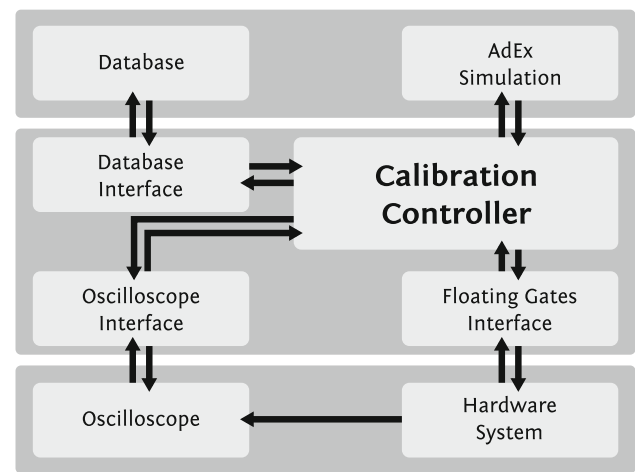 Database
AdEx
Simulation
Database
Interface
Calibration
Controller
Oscilloscope
Interface
Floating Gates
Interface
Oscilloscope
Hardware
System